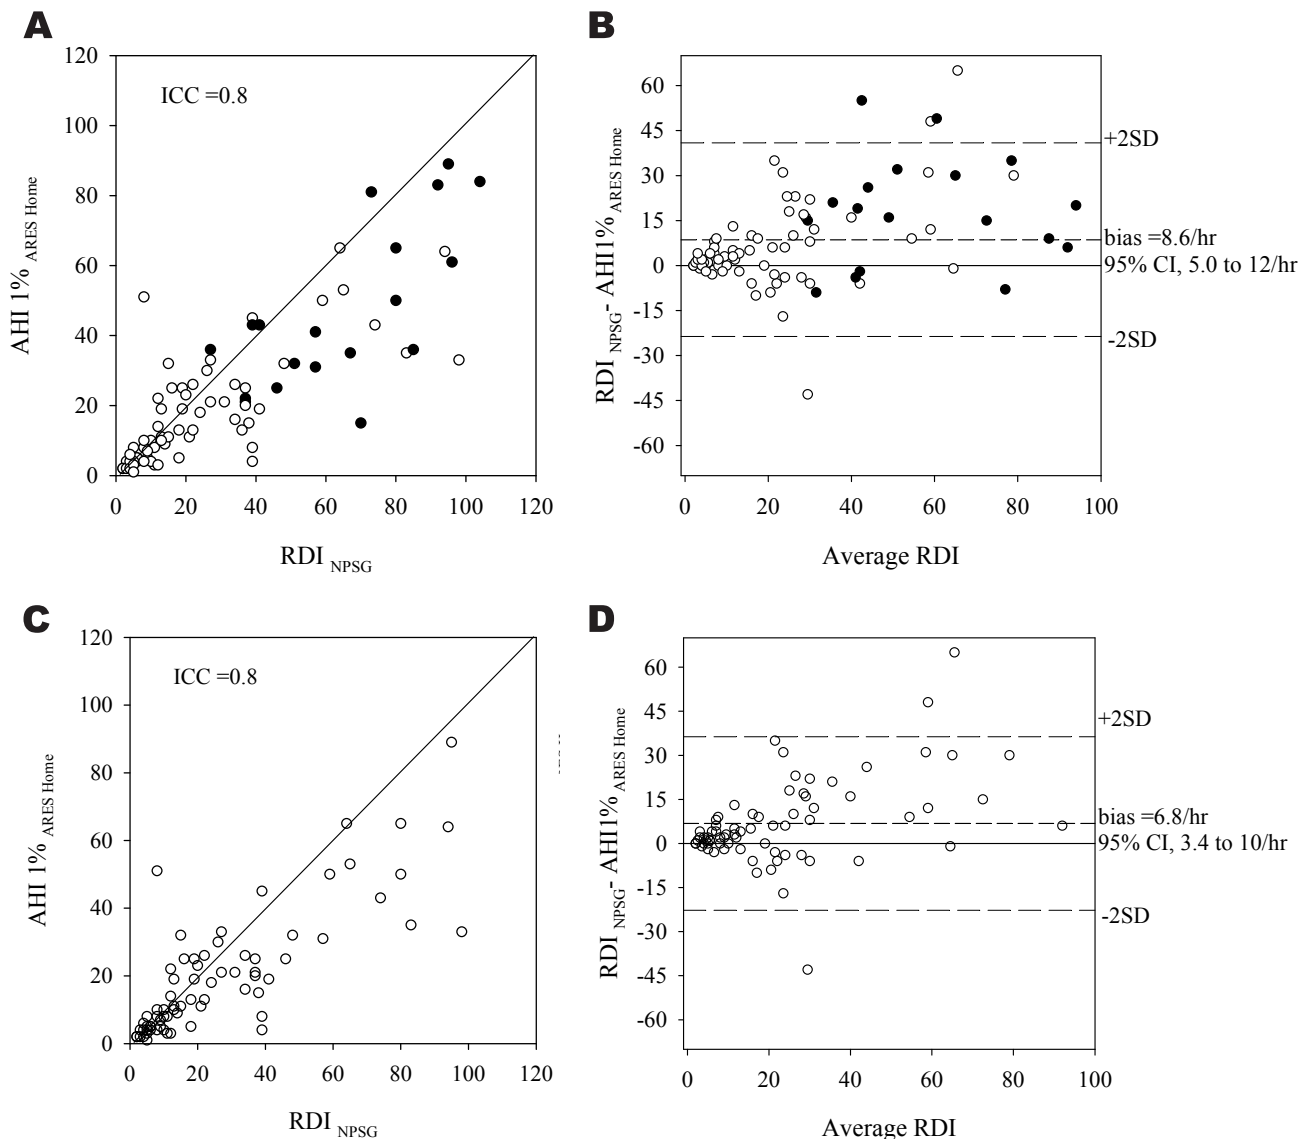 A
120
100
80
60
40
20
0
ICC =0.8
AHI 1% ARES Home
0 20 40 60 80 100 120
RDI NPSG
B
60
45
30
15
0
-15
-30
-45
-60
RDI NPSG- AHI1% ARES Home
+2SD
bias =8.6/hr
95% CI, 5.0 to 12/hr
-2SD
0 20 40 60 80 100
Average RDI
C
120
100
80
60
40
20
0
ICC =0.8
AHI 1% ARES Home
0 20 40 60 80 100 120
RDI NPSG
D
60
45
30
15
0
-15
-30
-45
-60
RDI NPSG- AHI1% ARES Home
+2SD
bias =6.8/hr
95% CI, 3.4 to 10/hr
-2SD
0 20 40 60 80 100
Average RDI